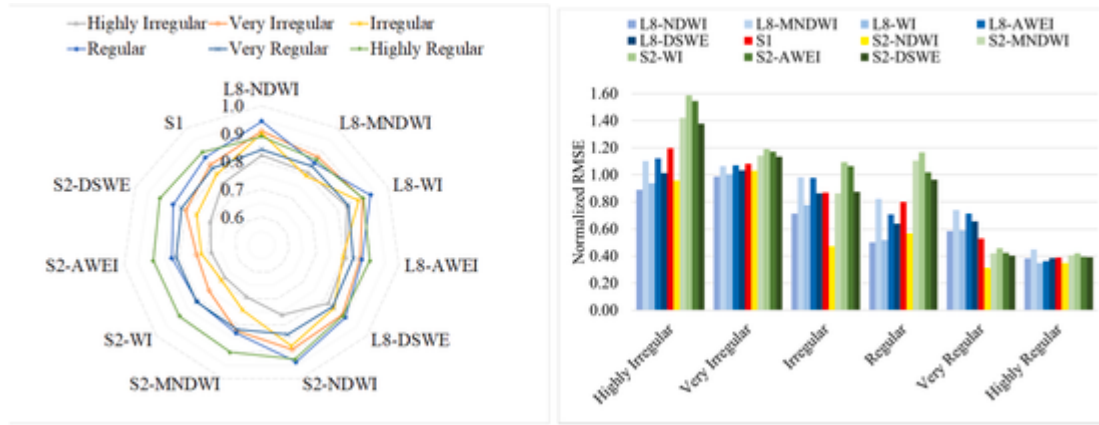 Highly Irregular Very Irregular Irregular
Regular Very Regular Highly Regular
L8-NDWI
1.0
S1
L8-MNDWI
0.9
0.8
S2-DSWE
L8-WI
0.7
0.6
S2-AWEI
L8-AWEI
S2-WI
L8-DSWE
S2-MNDWI
S2-NDWI
L8-NDWI L8-MNDWI L8-WI L8-AWEI
L8-DSWE S1 S2-NDWI S2-MNDWI
S2-WI S2-AWEI S2-DSWE
Normalized RMSE
1.60
1.40
1.20
1.00
0.80
0.60
0.40
0.20
0.00
Highly Irregular
Very Irregular
Irregular
Regular
Very Regular
Highly Regular